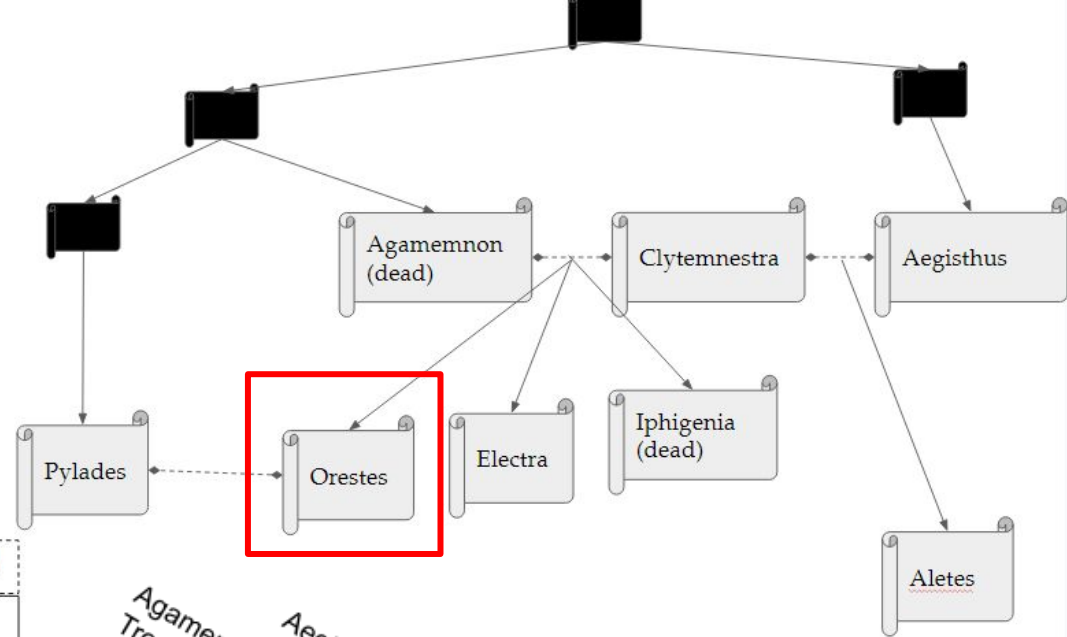 Agamemnon
(dead)
Clytemnestra
Aegisthus
Pylades
Orestes
Electra
Iphigenia
(dead)
Aletes